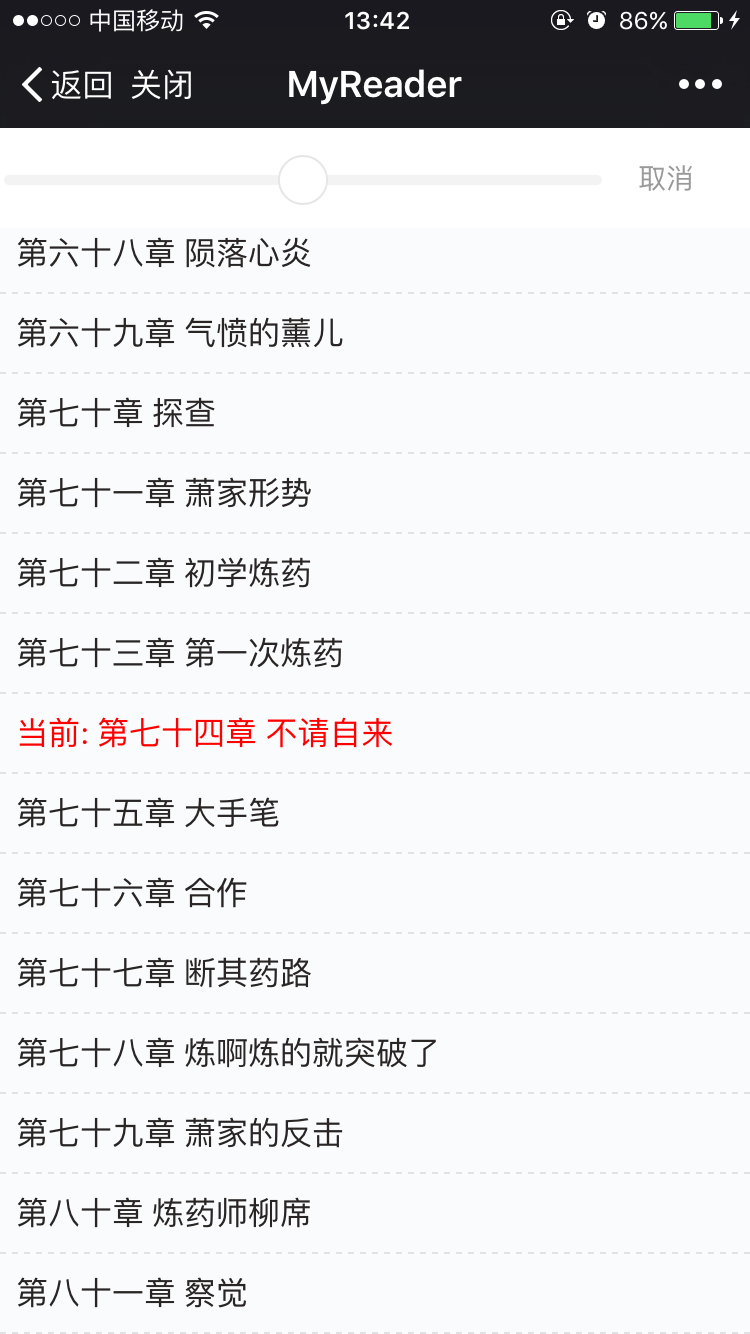 中国移动 13:42 86%
返回 关闭 MyReader
取消
第六十八章 陨落心炎
第六十九章 气愤的薰儿
第七十章 探查
第七十一章 萧家形势
第七十二章 初学炼药
第七十三章 第一次炼药
当前: 第七十四章 不请自来
第七十五章 大手笔
第七十六章 合作
第七十七章 断其药路
第七十八章 炼啊炼的就突破了
第七十九章 萧家的反击
第八十章 炼药师柳席
第八十一章 察觉